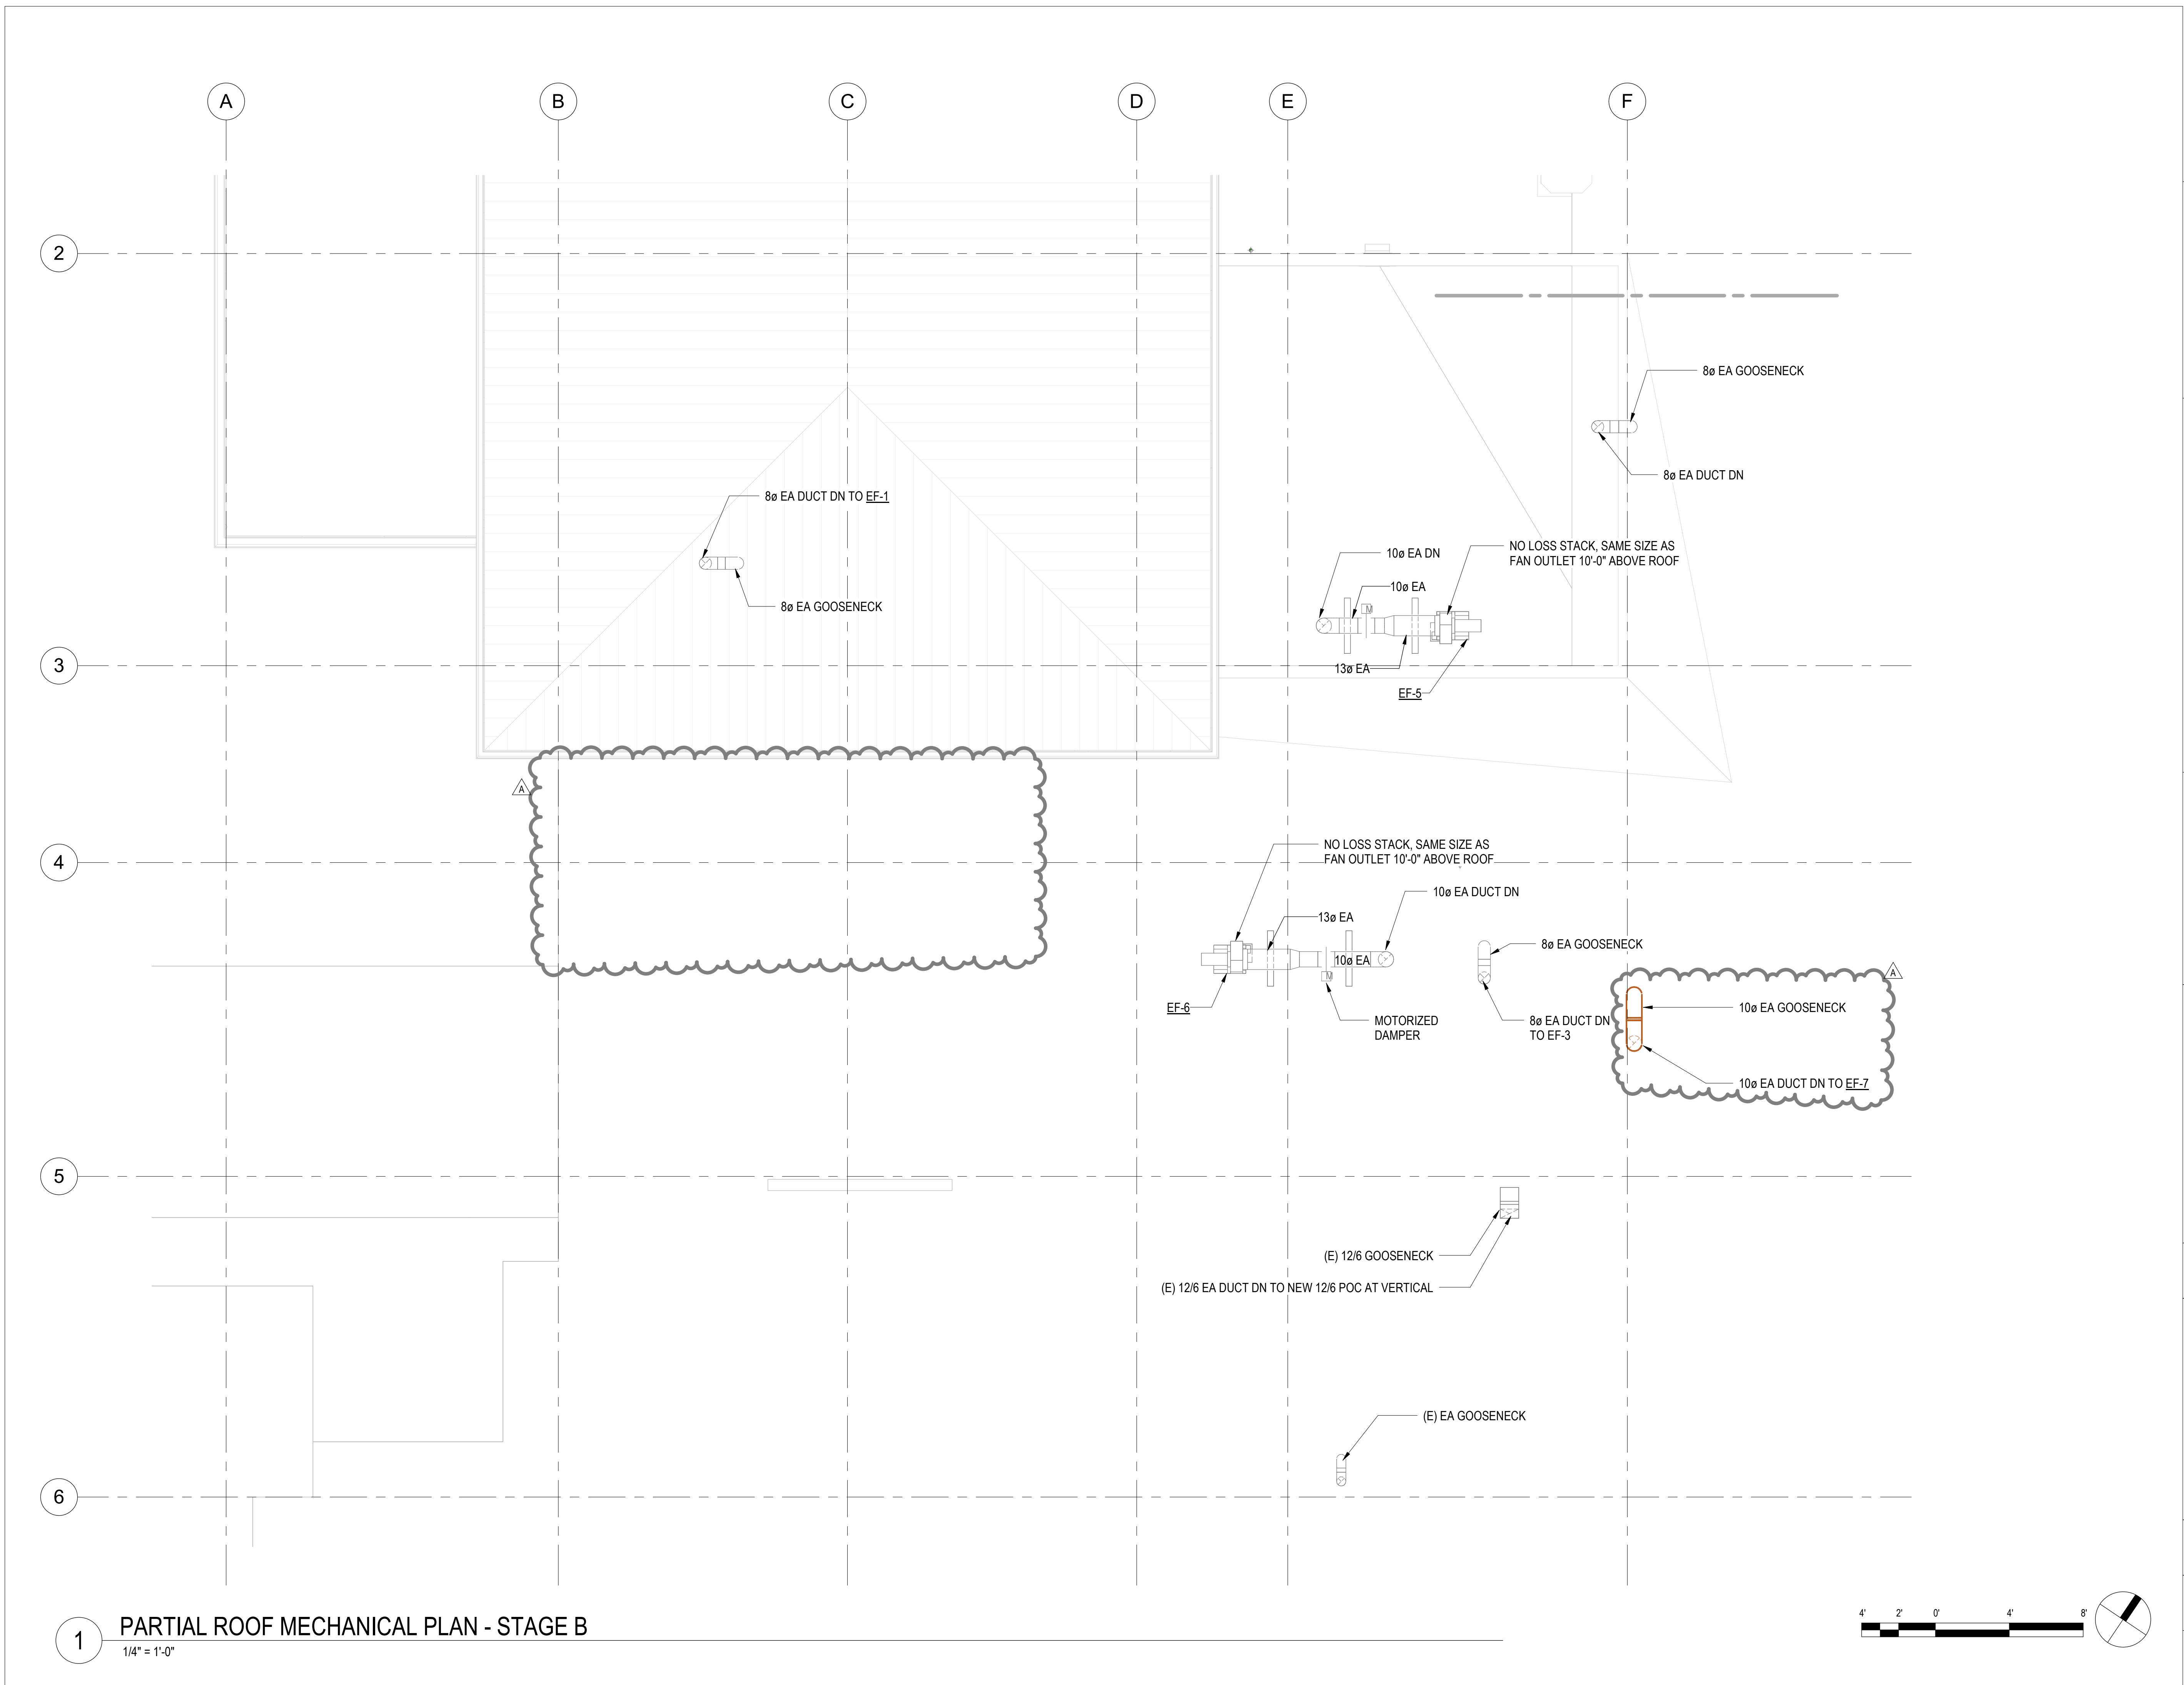 A
B
C
D
E
F
2
8ø EA GOOSENECK
8ø EA DUCT DN
8ø EA DUCT DN TO EF-1
8ø EA GOOSENECK
10ø EA DN
NO LOSS STACK, SAME SIZE AS
FAN OUTLET 10'-0" ABOVE ROOF
10ø EA
M
13ø EA
3
EF-5
A
NO LOSS STACK, SAME SIZE AS
FAN OUTLET 10'-0" ABOVE ROOF
4
10ø EA DUCT DN
13ø EA
8ø EA GOOSENECK
10ø EA
M
A
EF-6
10ø EA GOOSENECK
MOTORIZED
DAMPER
8ø EA DUCT DN
TO EF-3
10ø EA DUCT DN TO EF-7
5
(E) 12/6 GOOSENECK
(E) 12/6 EA DUCT DN TO NEW 12/6 POC AT VERTICAL
(E) EA GOOSENECK
6
1
PARTIAL ROOF MECHANICAL PLAN - STAGE B
1/4" = 1'-0"
4' 2' 0' 4' 8'